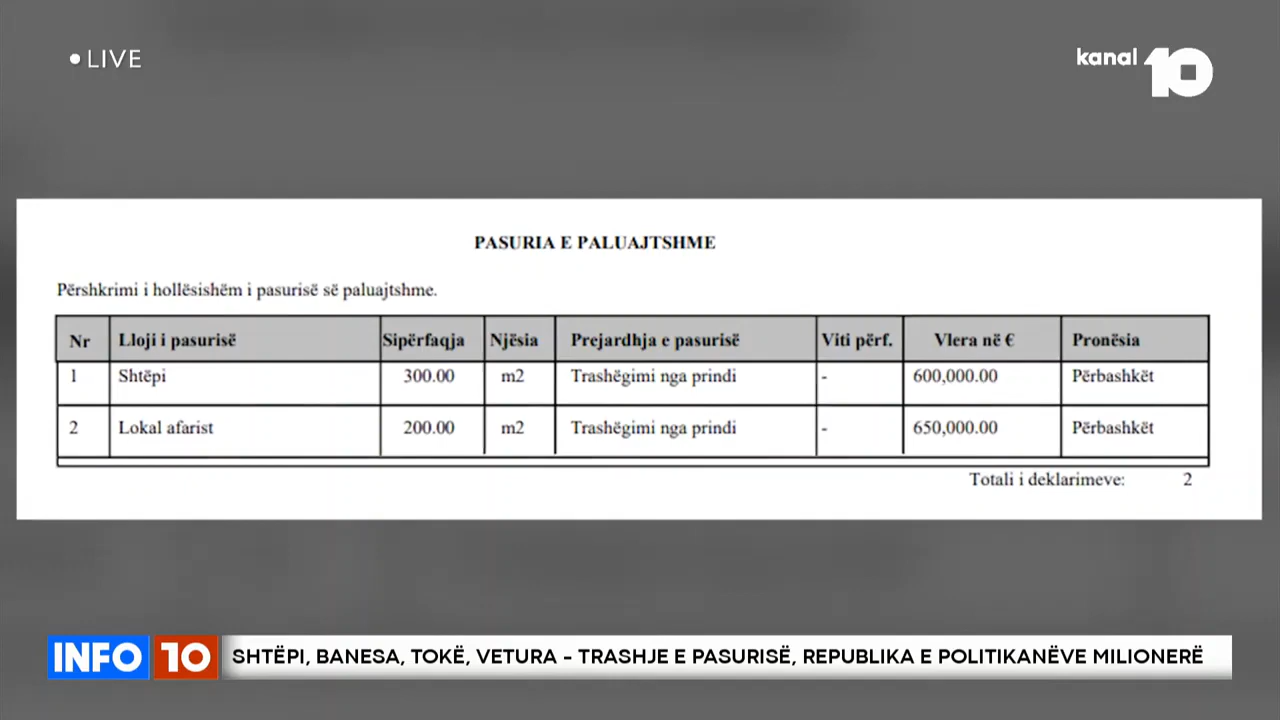 LIVE
kanal 10
PASURIA E PALUAJTSHME
Përshkrimi i hollësishëm i pasurisë së paluajtshme.
Nr Lloji i pasurisë Sipërfaqja Njësia Prejardhja e pasurisë Viti përf. Vlera në € Pronësia
1 Shtëpi 300.00 m2 Trashëgimi nga prindi - 600,000.00 Përbashkët
2 Lokal afarist 200.00 m2 Trashëgimi nga prindi - 650,000.00 Përbashkët
Totali i deklarimeve: 2
INFO 10 SHTËPI, BANESA, TOKË, VETURA - TRASHJE E PASURISË, REPUBLIKA E POLITIKANËVE MILIONERË